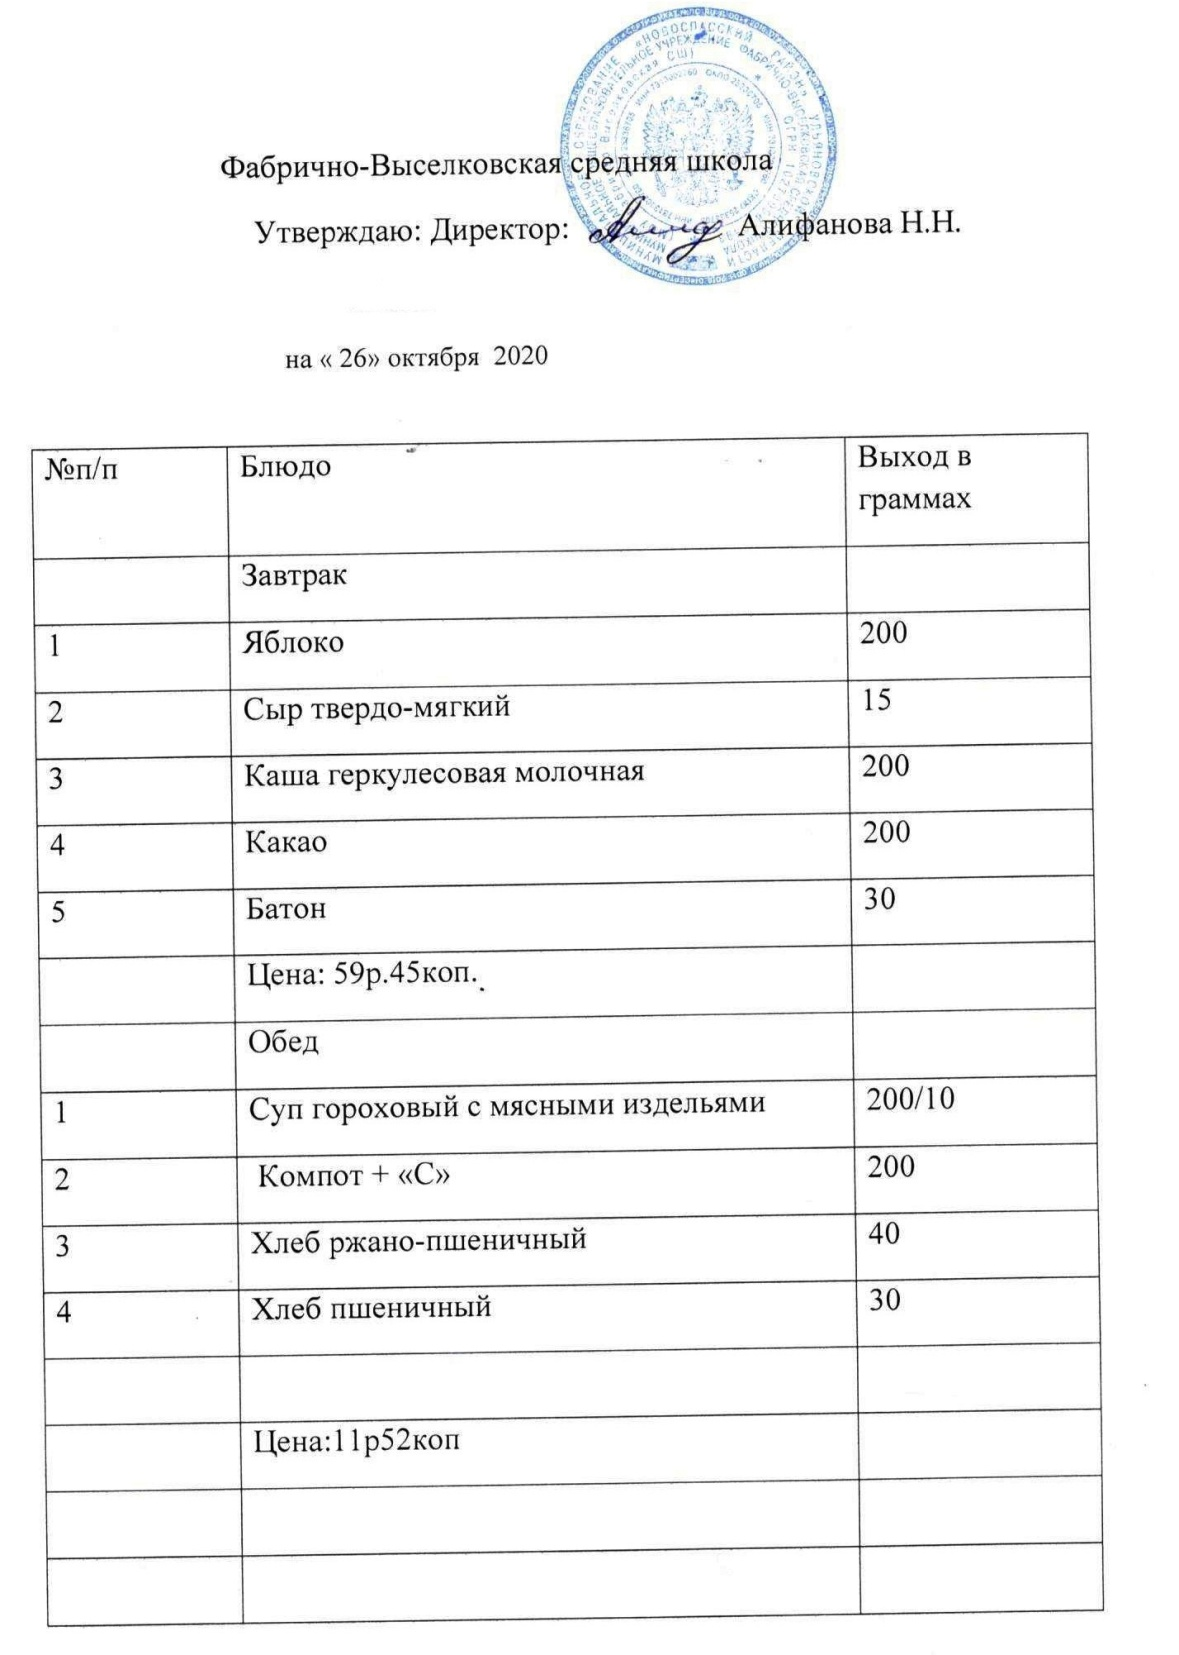 Фабрично-Выселковская средняя школа
Утверждаю: Директор: Алифанова Н.Н.
на « 26» октября 2020
№п/п Блюдо Выход в
граммах
Завтрак
1 Яблоко 200
2 Сыр твердо-мягкий 15
3 Каша геркулесовая молочная 200
4 Какао 200
5 Батон 30
Цена: 59р.45коп.
Обед
1 Суп гороховый с мясными издельями 200/10
2 Компот + «С» 200
3 Хлеб ржано-пшеничный 40
4 Хлеб пшеничный 30
Цена:11р52коп